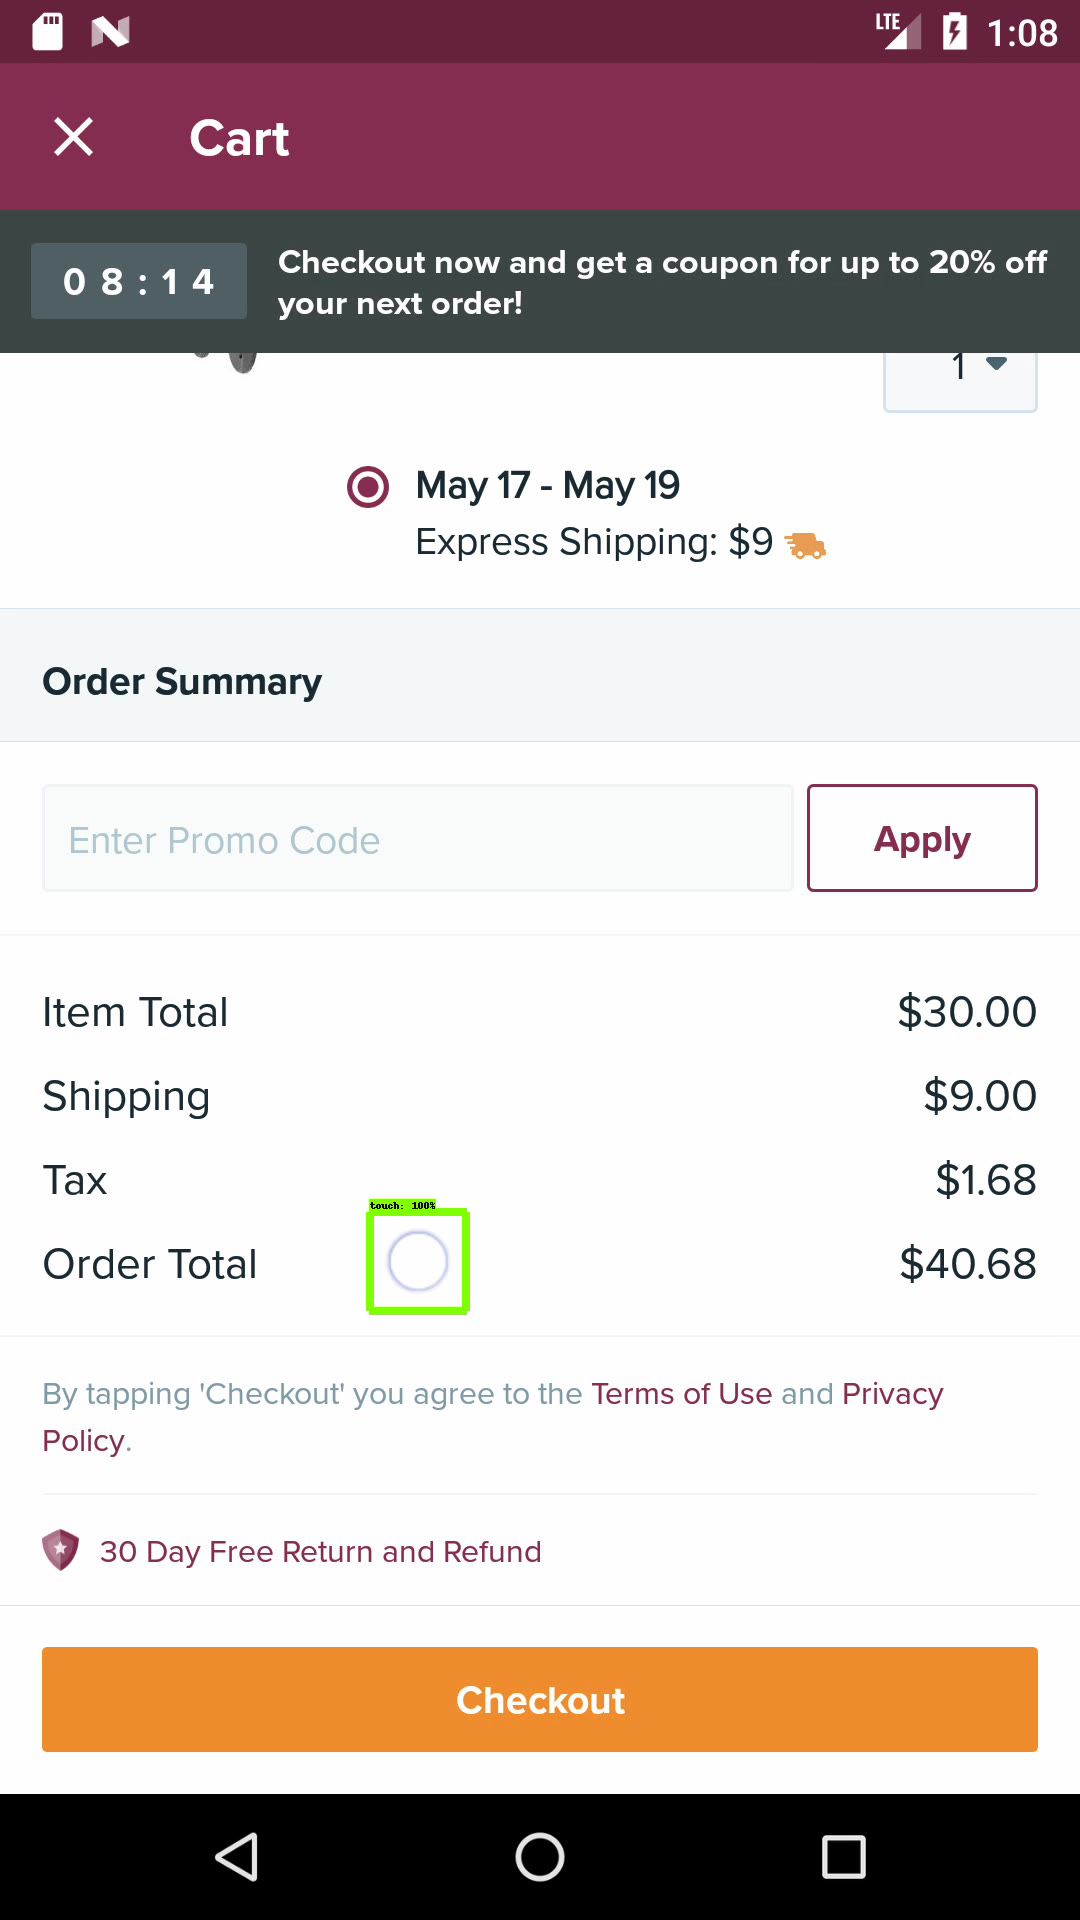 LTE 1:08
Cart
08:14
Checkout now and get a coupon for up to 20% off
your next order!
1
May 17 - May 19
Express Shipping: $9
Order Summary
Enter Promo Code
Apply
Item Total $30.00
Shipping $9.00
Tax $1.68
touch: 100%
Order Total $40.68
By tapping 'Checkout' you agree to the Terms of Use and Privacy
Policy.
30 Day Free Return and Refund
Checkout